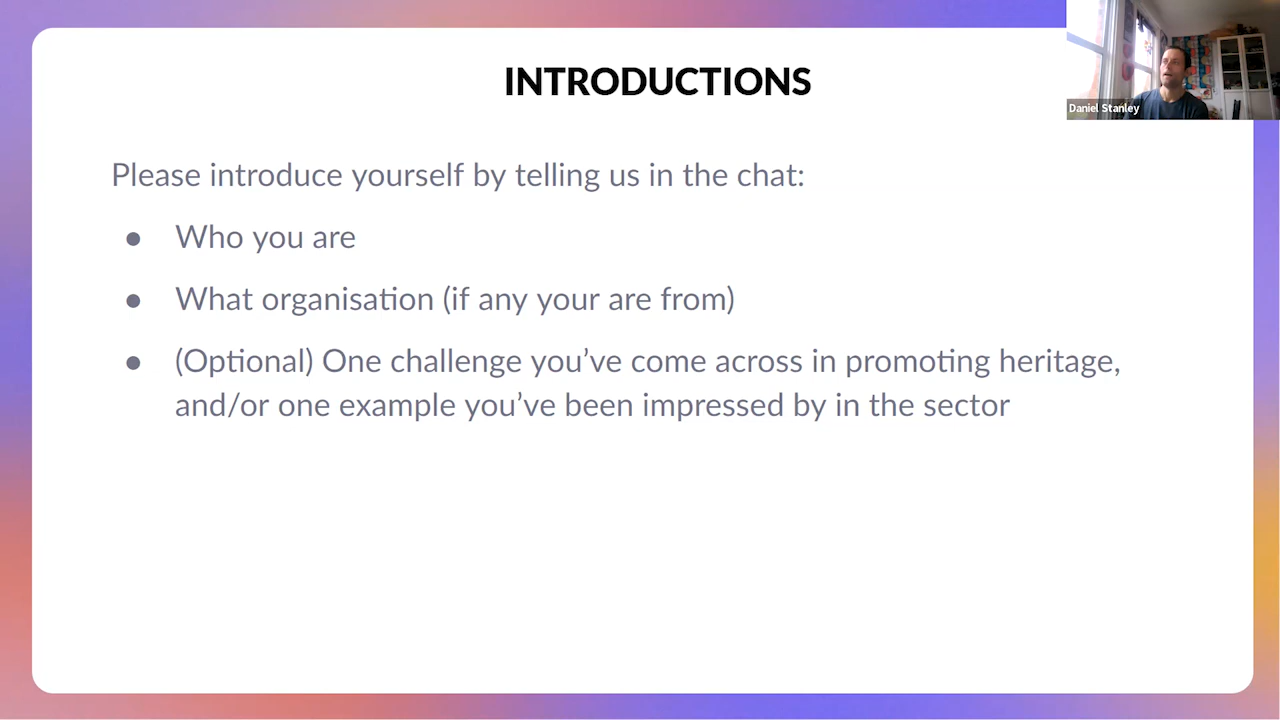 INTRODUCTIONS
Daniel Stanley
Please introduce yourself by telling us in the chat:
● Who you are
● What organisation (if any your are from)
● (Optional) One challenge you’ve come across in promoting heritage,
and/or one example you’ve been impressed by in the sector